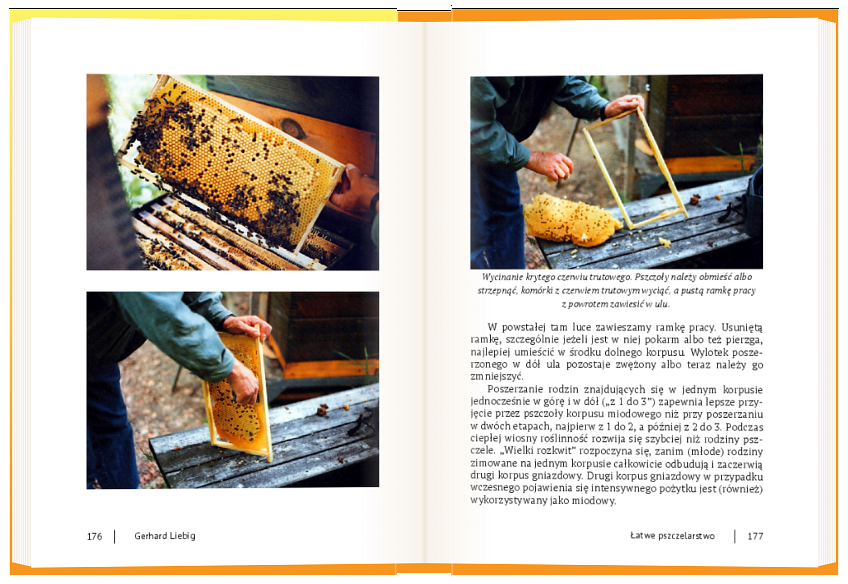 176 | Gerhard Liebig
Wycinanie krytego czerwiu trutowego. Pszczoły należy obmieść albo
strzepnąć, komórki z czerwiem trutowym wyciąć, a pustą ramkę pracy
z powrotem zawiesić w ulu.
W powstałej tam luce zawieszamy ramkę pracy. Usuniętą
ramkę, szczególnie jeżeli jest w niej pokarm albo też pierzga,
najlepiej umieścić w środku dolnego korpusu. Wylotek posze-
rzonego w dół ula pozostaje zwężony albo teraz należy go
zmniejszyć.
Poszerzanie rodzin znajdujących się w jednym korpusie
jednocześnie w górę i w dół („z 1 do 3”) zapewnia lepsze przy-
jęcie przez pszczoły korpusu miodowego niż przy poszerzaniu
w dwóch etapach, najpierw z 1 do 2, a później z 2 do 3. Podczas
ciepłej wiosny roślinność rozwija się szybciej niż rodziny psz-
czele. „Wielki rozkwit” rozpoczyna się, zanim (młode) rodziny
zimowane na jednym korpusie całkowicie odbudują i zaczerwią
drugi korpus gniazdowy. Drugi korpus gniazdowy w przypadku
wczesnego pojawienia się intensywnego pożytku jest (również)
wykorzystywany jako miodowy.
Łatwe pszczelarstwo | 177